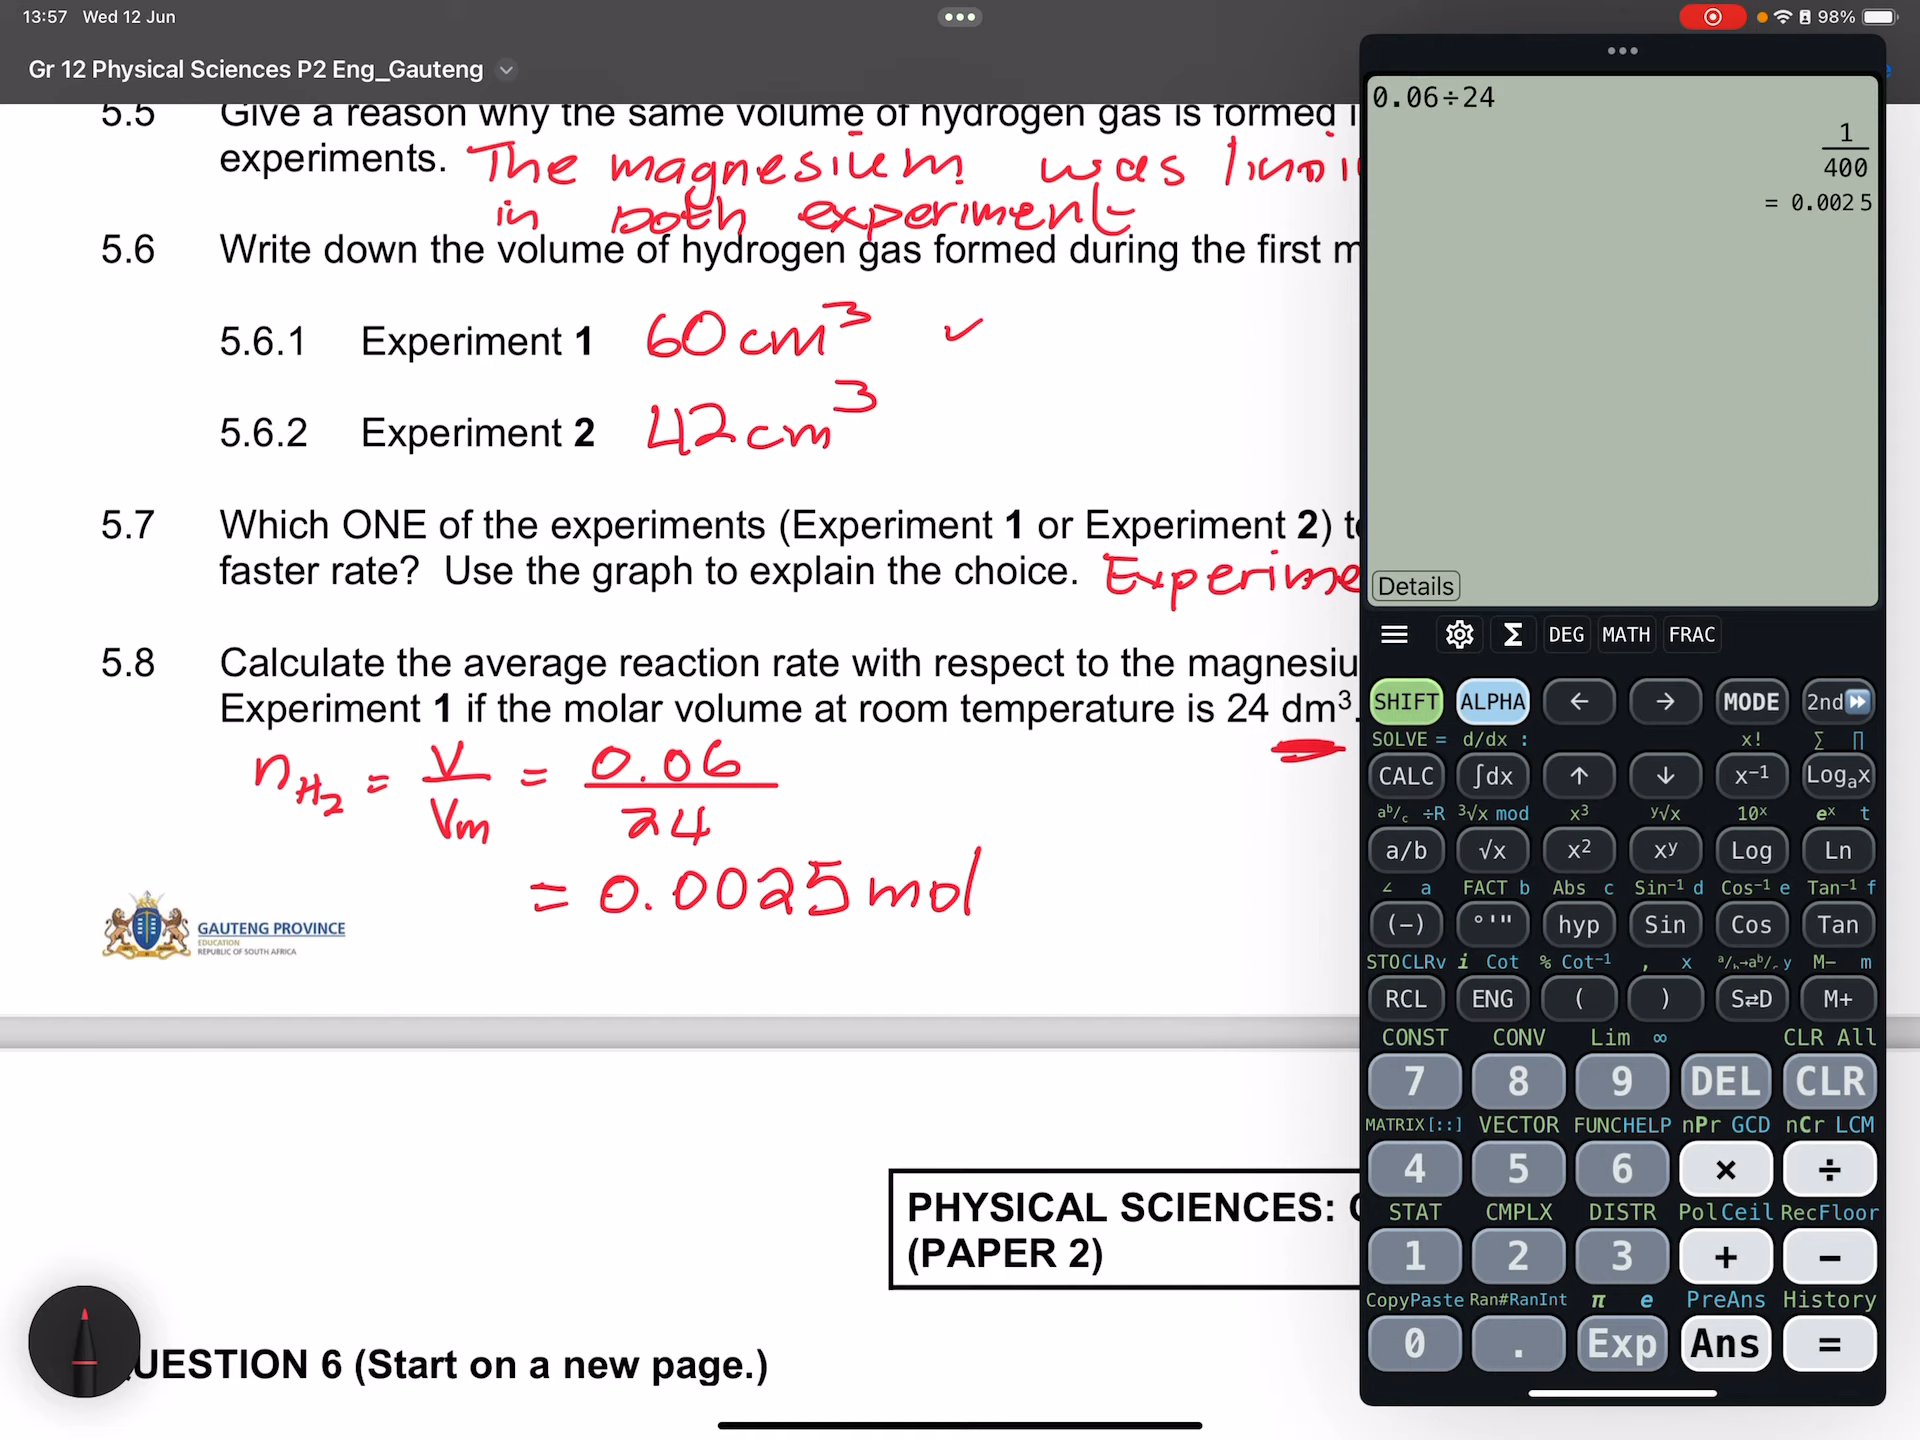 13:57 Wed 12 Jun
98%
Gr 12 Physical Sciences P2 Eng_Gauteng
5.5 Give a reason why the same volume of hydrogen gas is formed
experiments. The magnesium was
in both experiment
5.6 Write down the volume of hydrogen gas formed during the first
5.6.1 Experiment 1 60 cm³ ✓
5.6.2 Experiment 2 42 cm³
5.7 Which ONE of the experiments (Experiment 1 or Experiment 2)
faster rate? Use the graph to explain the choice. Experime
5.8 Calculate the average reaction rate with respect to the magnesiu
Experiment 1 if the molar volume at room temperature is 24 dm³.
nH₂ = V/Vm = 0.06/24
= 0.0025 mol
GAUTENG PROVINCE
EDUCATION
REPUBLIC OF SOUTH AFRICA
PHYSICAL SCIENCES:
(PAPER 2)
UESTION 6 (Start on a new page.)
0.06÷24
1/400
= 0.0025
Details
DEG MATH FRAC
SHIFT ALPHA ← → MODE 2nd
SOLVE = d/dx : x! ∑ ∏
CALC ∫dx ↑ ↓ x⁻¹ Logₐx
aᵇ/c ÷R ³√x mod x³ ʸ√x 10ˣ eˣ t
a/b √x x² xʸ Log Ln
∠ a FACT b Abs c Sin⁻¹ d Cos⁻¹ e Tan⁻¹ f
(−) °'" hyp Sin Cos Tan
STO CLRv i Cot % Cot⁻¹ , x y M− m
RCL ENG ( ) S⇄D M+
CONST CONV Lim ∞ CLR All
7 8 9 DEL CLR
MATRIX [::] VECTOR FUNC HELP nPr GCD nCr LCM
4 5 6 × ÷
STAT CMPLX DISTR Pol Ceil Rec Floor
1 2 3 + −
Copy Paste Ran# RanInt π e PreAns History
0 . Exp Ans =